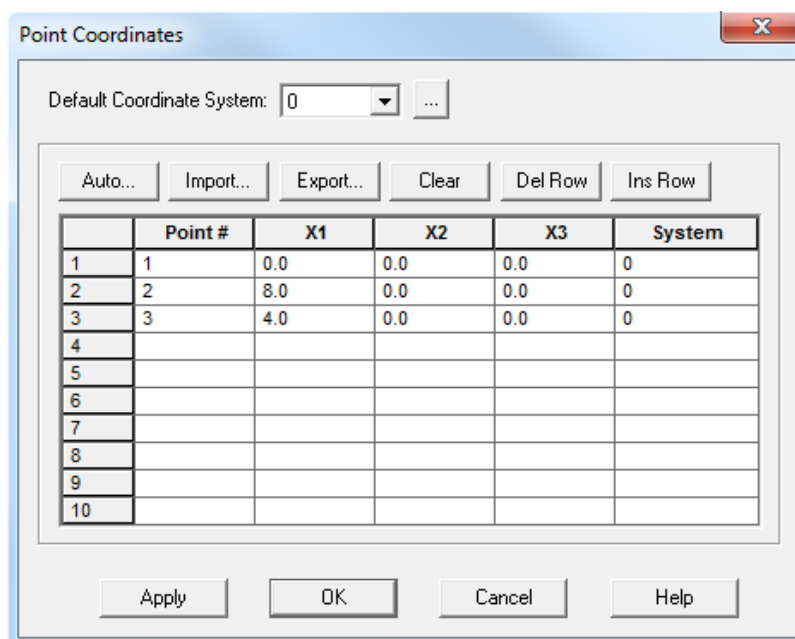 Point Coordinates
Default Coordinate System: 0 ...
Auto... Import... Export... Clear Del Row Ins Row
Point # X1 X2 X3 System
1 1 0.0 0.0 0.0 0
2 2 8.0 0.0 0.0 0
3 3 4.0 0.0 0.0 0
4
5
6
7
8
9
10
Apply OK Cancel Help